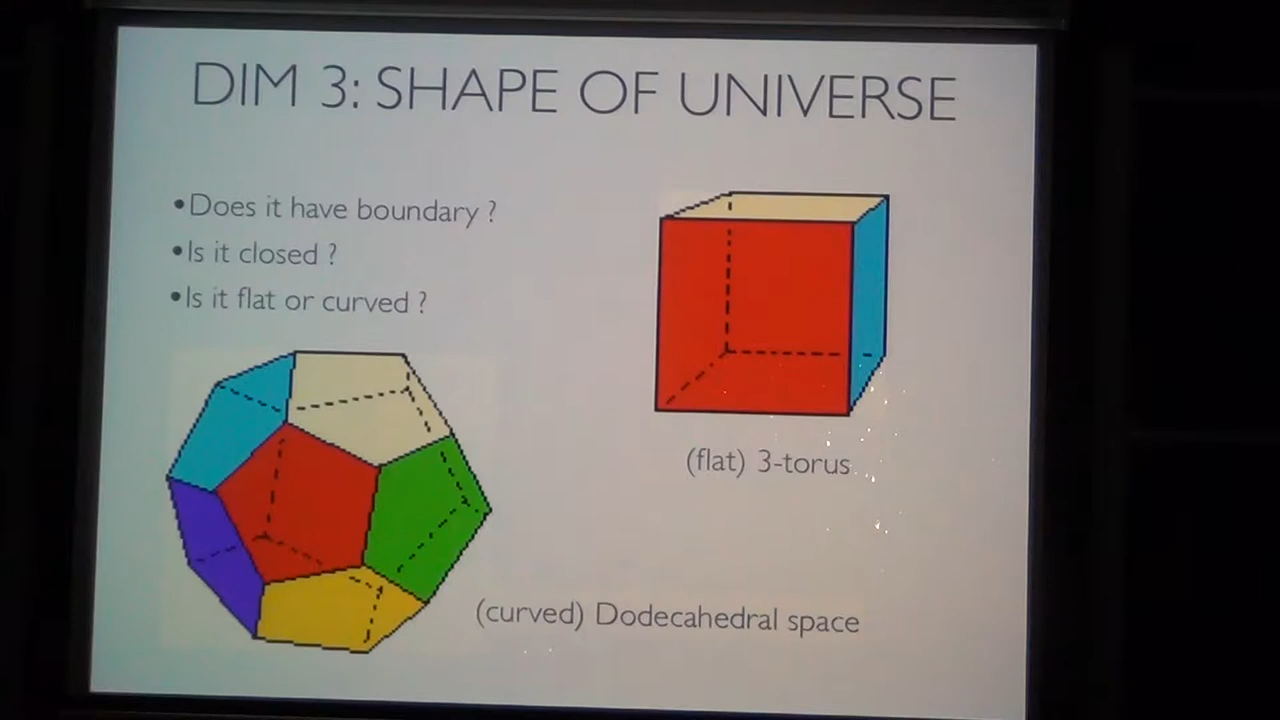 DIM 3: SHAPE OF UNIVERSE
•Does it have boundary ?
•Is it closed ?
•Is it flat or curved ?
(flat) 3-torus
(curved) Dodecahedral space